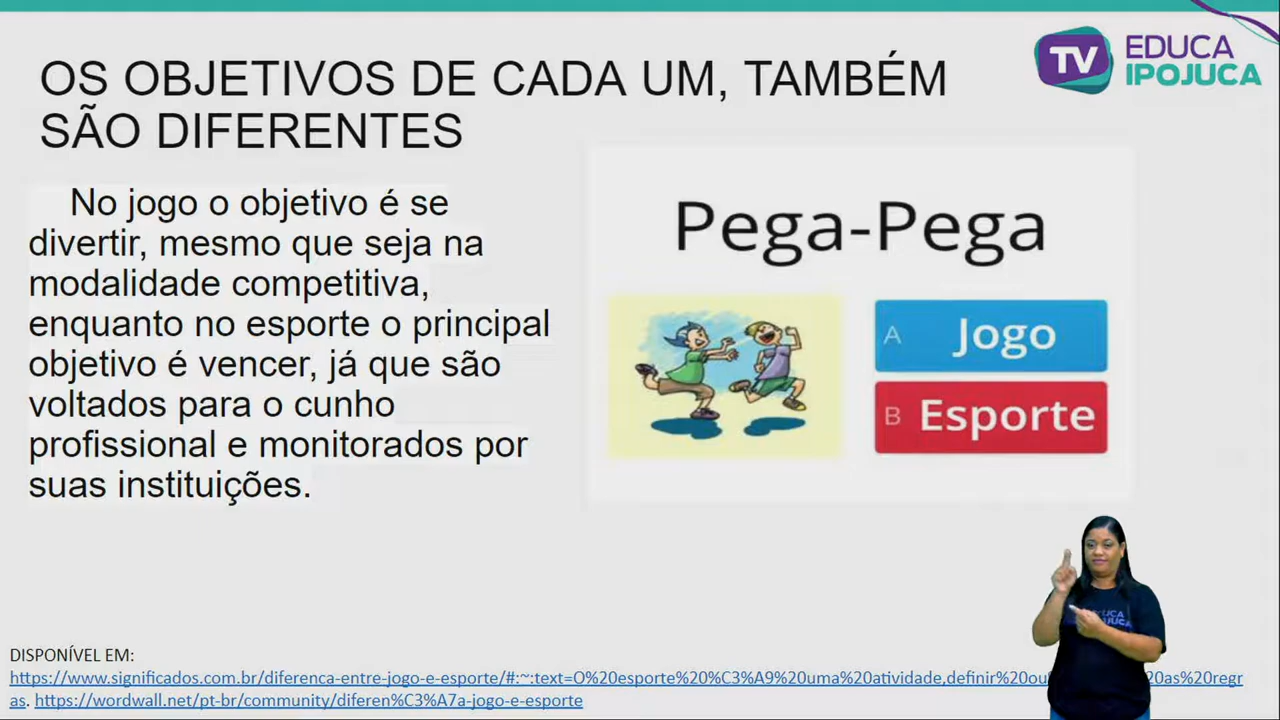 TV EDUCA
IPOJUCA
OS OBJETIVOS DE CADA UM, TAMBÉM
SÃO DIFERENTES
No jogo o objetivo é se
divertir, mesmo que seja na
modalidade competitiva,
enquanto no esporte o principal
objetivo é vencer, já que são
voltados para o cunho
profissional e monitorados por
suas instituições.
Pega-Pega
A Jogo
B Esporte
DISPONÍVEL EM:
https://www.significados.com.br/diferenca-entre-jogo-e-esporte/#:~:text=O%20esporte%20%C3%A9%20uma%20atividade,definir%20ou %20as%20regr
as. https://wordwall.net/pt-br/community/diferen%C3%A7a-jogo-e-esporte